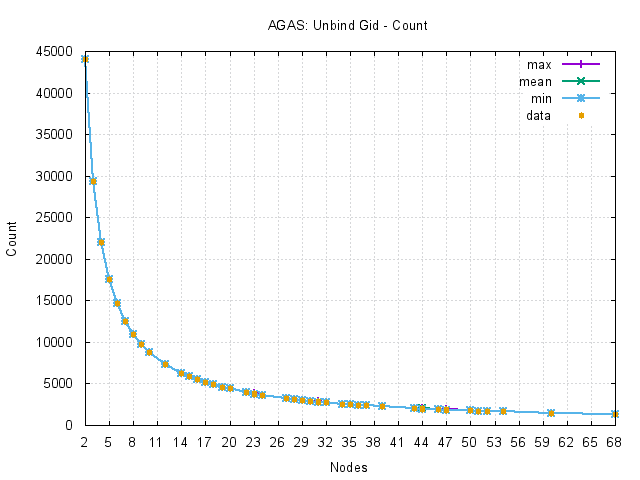 AGAS: Unbind Gid - Count
max
mean
min
data
45000
40000
35000
30000
25000
20000
15000
10000
5000
0
Count
2 5 8 11 14 17 20 23 26 29 32 35 38 41 44 47 50 53 56 59 62 65 68
Nodes